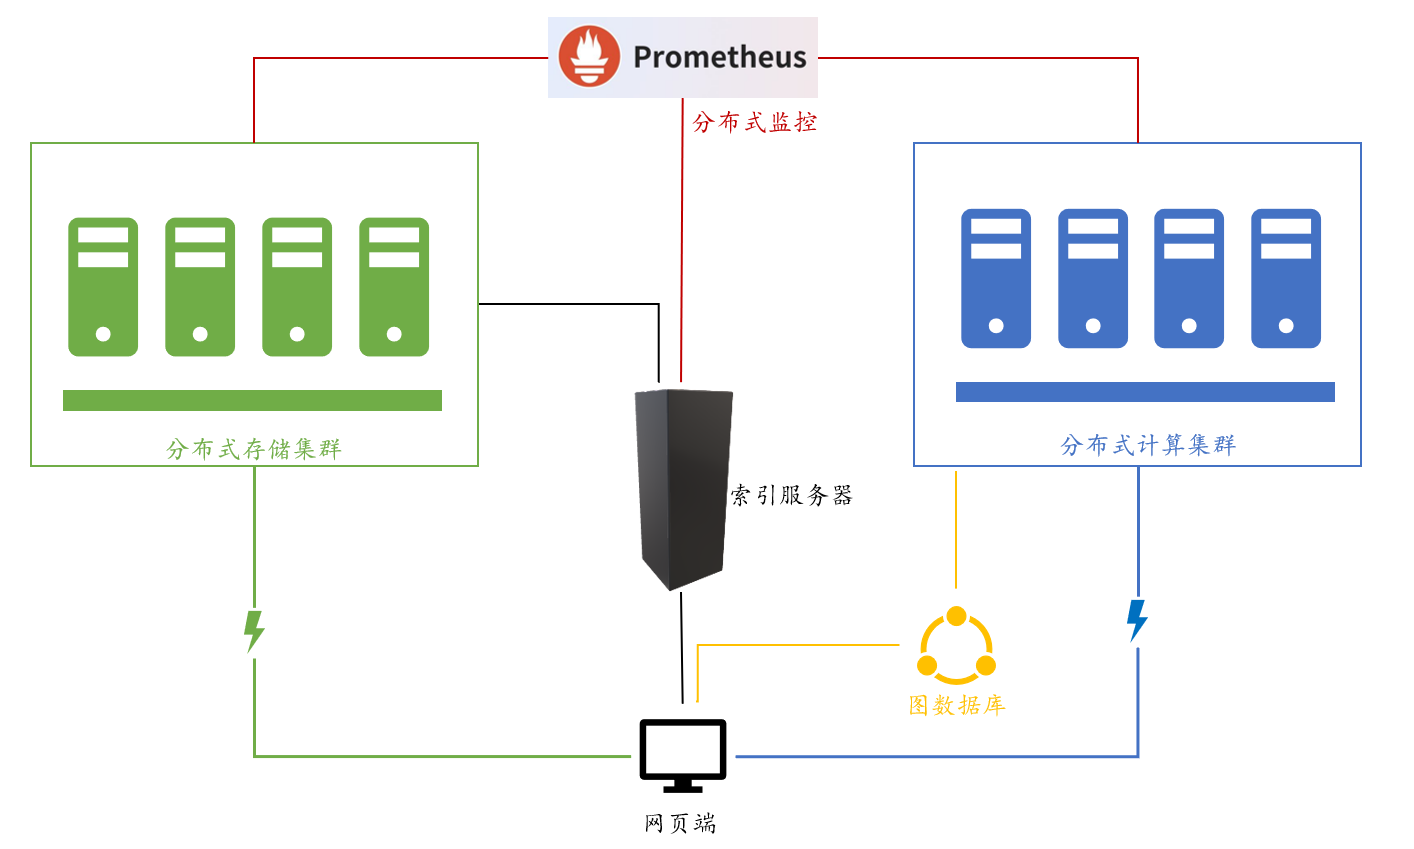 Prometheus
分布式监控
分布式存储集群
分布式计算集群
索引服务器
图数据库
网页端